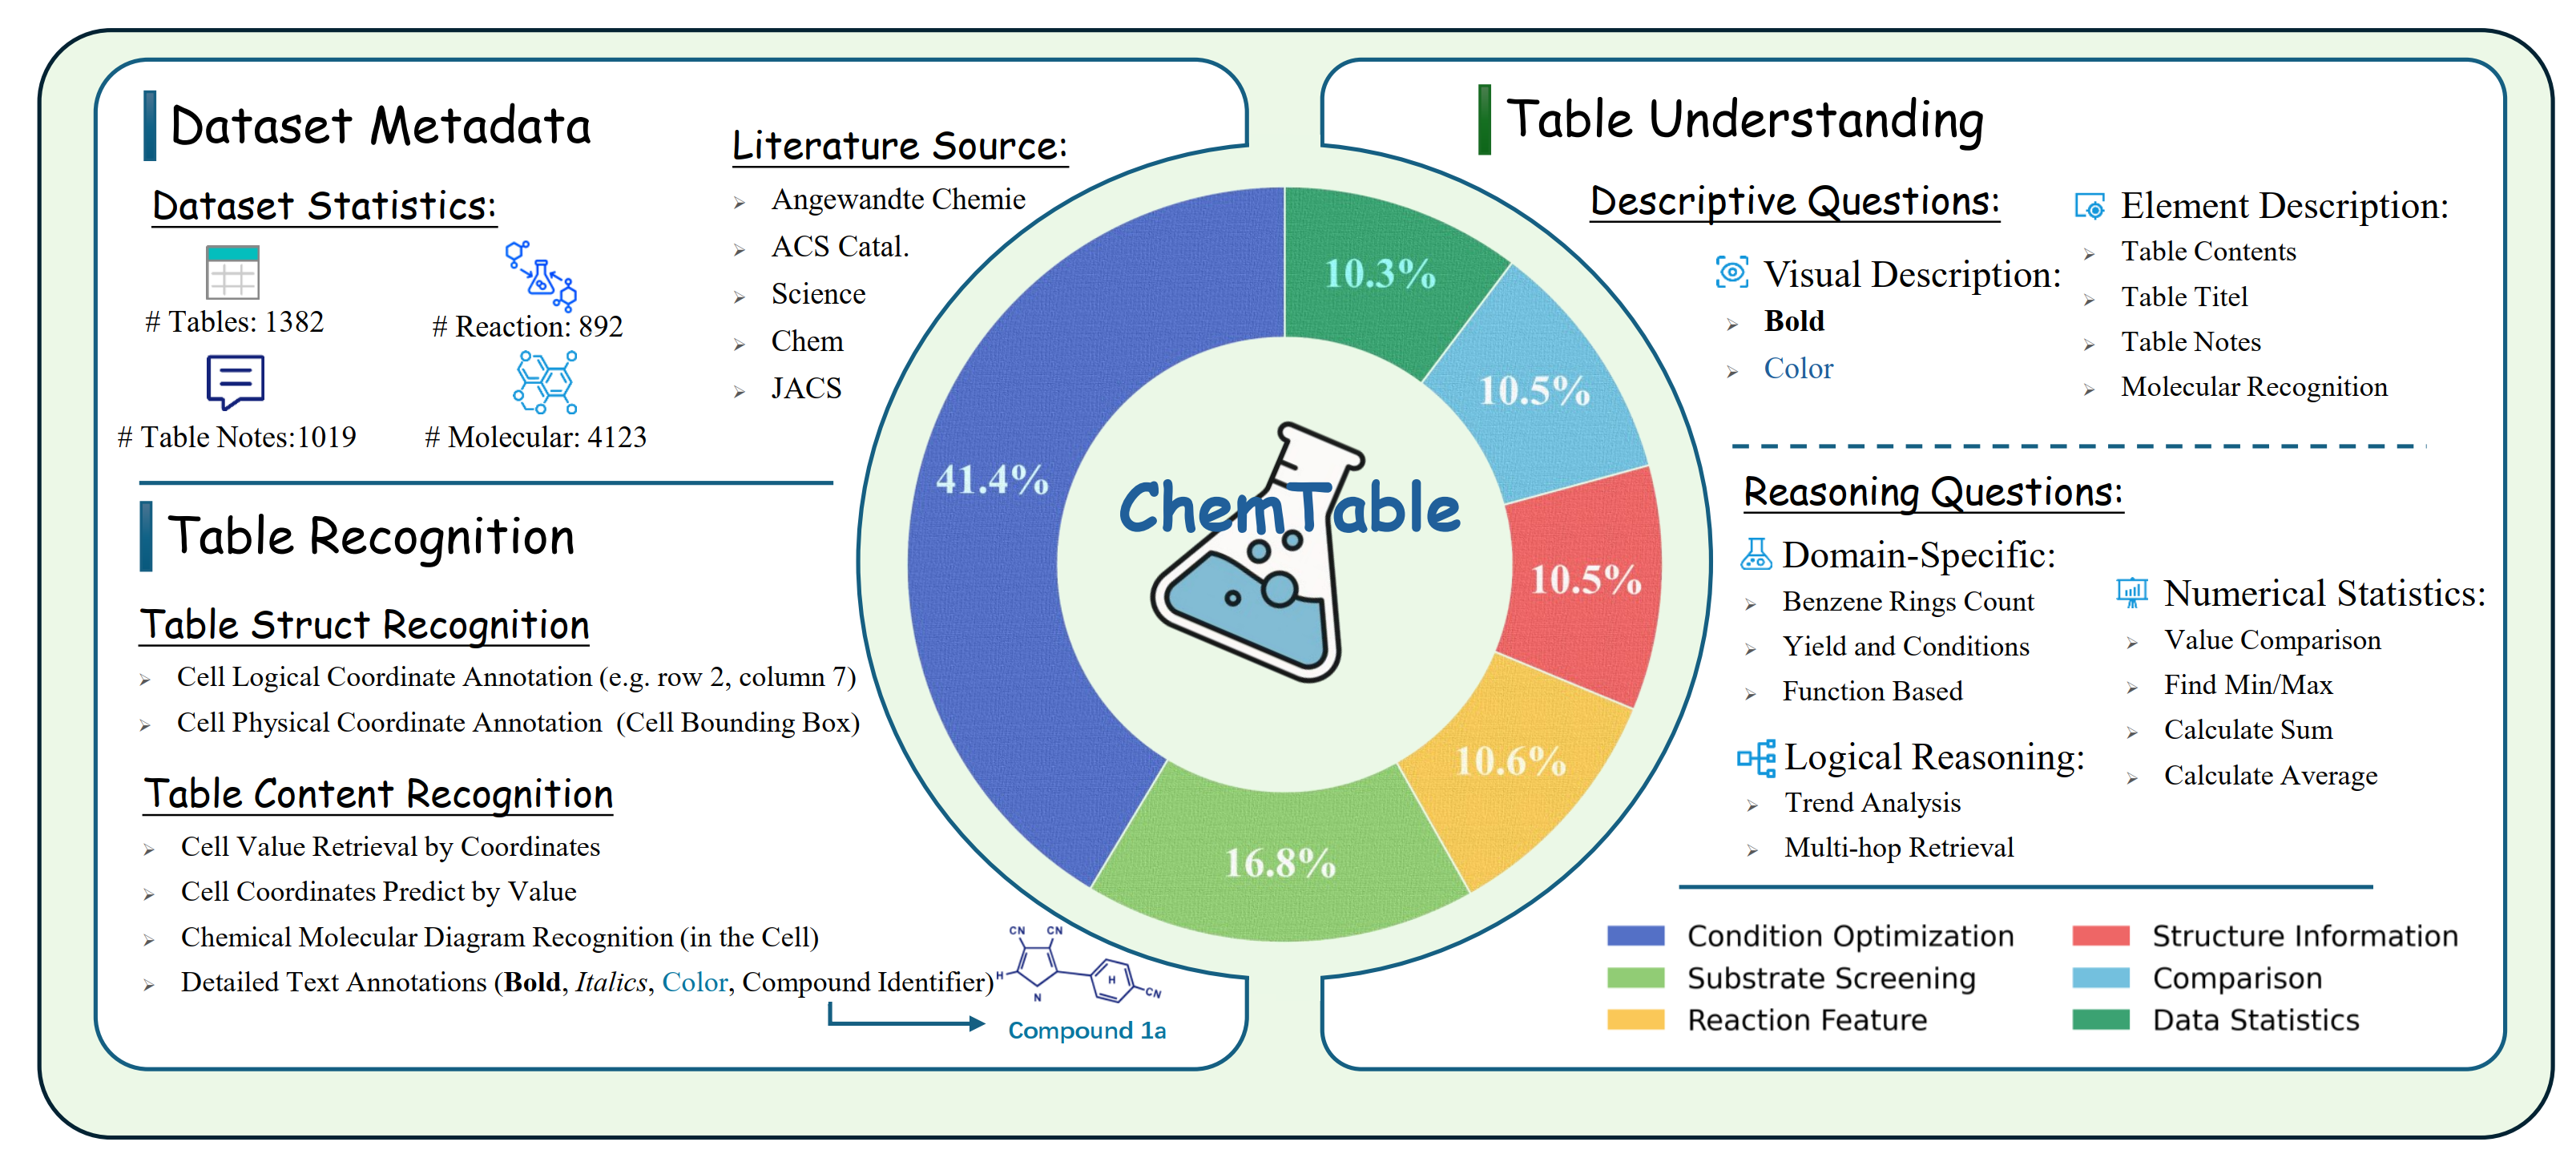 Dataset Metadata
Dataset Statistics:
# Tables: 1382
# Reaction: 892
# Table Notes:1019
# Molecular: 4123
Literature Source:
Angewandte Chemie
ACS Catal.
Science
Chem
JACS
Table Recognition
Table Struct Recognition
Cell Logical Coordinate Annotation (e.g. row 2, column 7)
Cell Physical Coordinate Annotation (Cell Bounding Box)
Table Content Recognition
Cell Value Retrieval by Coordinates
Cell Coordinates Predict by Value
Chemical Molecular Diagram Recognition (in the Cell)
Detailed Text Annotations (Bold, Italics, Color, Compound Identifier)
CN CN
H
H
N
CN
Compound 1a
10.3%
10.5%
41.4%
ChemTable
10.5%
10.6%
16.8%
Table Understanding
Descriptive Questions:
Visual Description:
Bold
Color
Element Description:
Table Contents
Table Titel
Table Notes
Molecular Recognition
Reasoning Questions:
Domain-Specific:
Benzene Rings Count
Yield and Conditions
Function Based
Logical Reasoning:
Trend Analysis
Multi-hop Retrieval
Numerical Statistics:
Value Comparison
Find Min/Max
Calculate Sum
Calculate Average
Condition Optimization
Substrate Screening
Reaction Feature
Structure Information
Comparison
Data Statistics